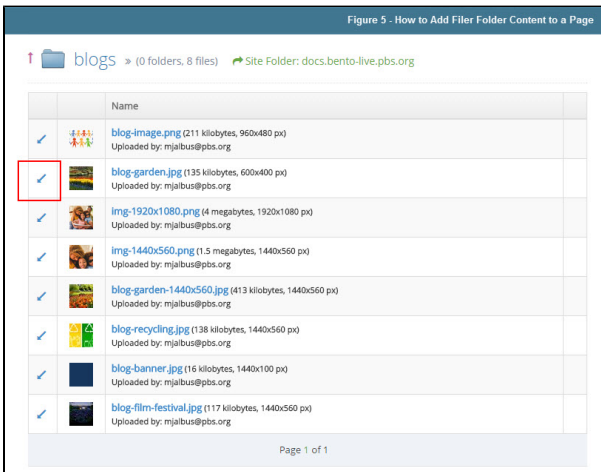 Figure 5 - How to Add Filer Folder Content to a Page
blogs » (0 folders, 8 files) Site Folder: docs.bento-live.pbs.org
Name
blog-image.png (211 kilobytes, 960x480 px)
Uploaded by: mjalbus@pbs.org
blog-garden.jpg (135 kilobytes, 600x400 px)
Uploaded by: mjalbus@pbs.org
img-1920x1080.png (4 megabytes, 1920x1080 px)
Uploaded by: mjalbus@pbs.org
img-1440x560.png (1.5 megabytes, 1440x560 px)
Uploaded by: mjalbus@pbs.org
blog-garden-1440x560.jpg (413 kilobytes, 1440x560 px)
Uploaded by: mjalbus@pbs.org
blog-recycling.jpg (138 kilobytes, 1440x560 px)
Uploaded by: mjalbus@pbs.org
blog-banner.jpg (16 kilobytes, 1440x100 px)
Uploaded by: mjalbus@pbs.org
blog-film-festival.jpg (117 kilobytes, 1440x560 px)
Uploaded by: mjalbus@pbs.org
Page 1 of 1